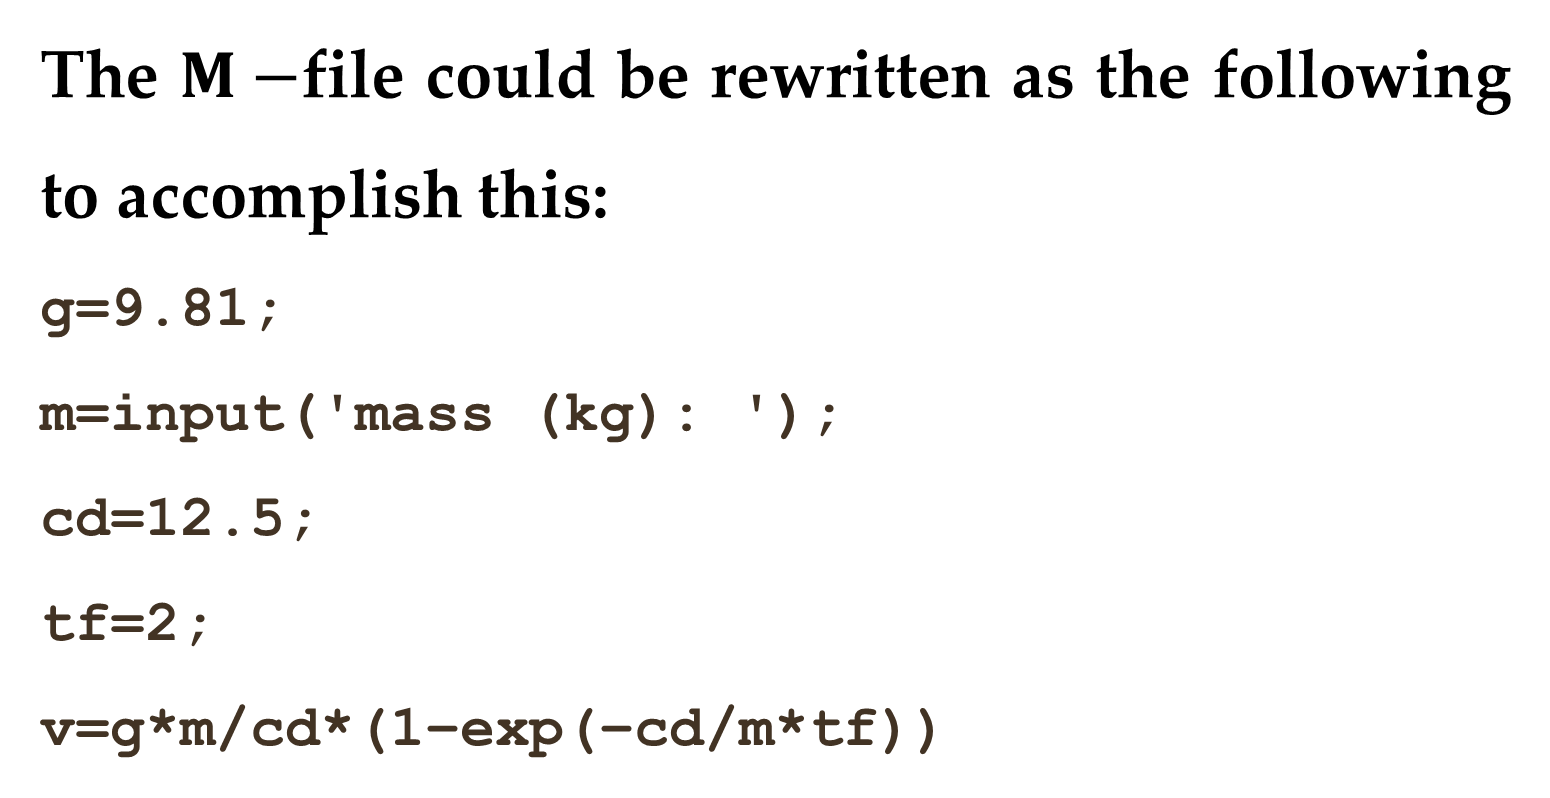 The M –file could be rewritten as the following
to accomplish this:
g=9.81;
m=input('mass (kg): ');
cd=12.5;
tf=2;
v=g*m/cd*(1-exp(-cd/m*tf))